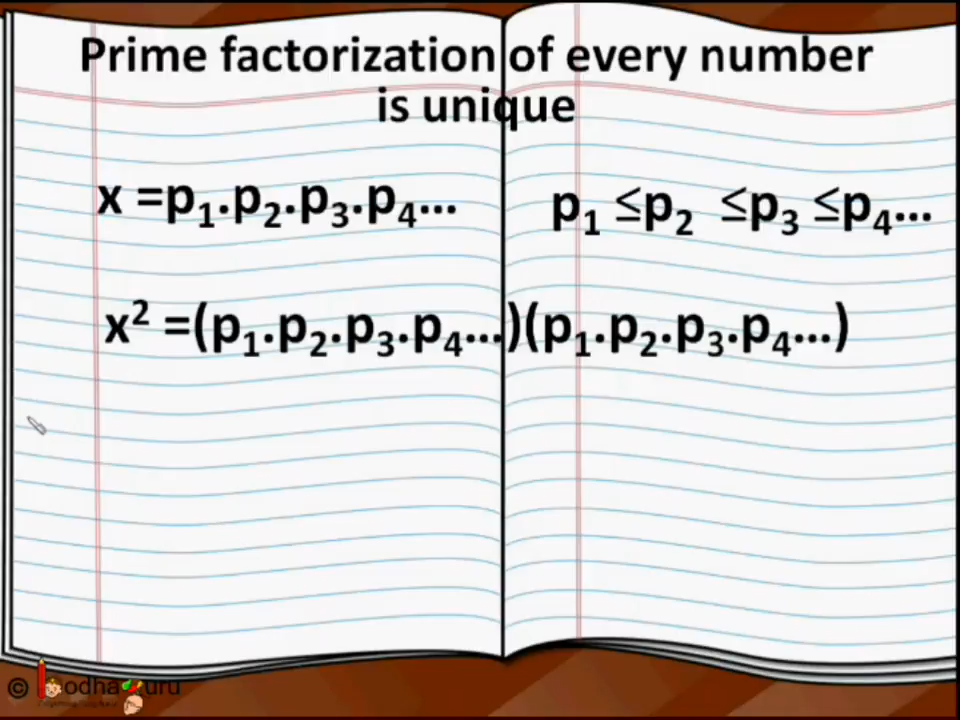 Prime factorization of every number
is unique
x =p₁.p₂.p₃.p₄... p₁ ≤p₂ ≤p₃ ≤p₄...
x² =(p₁.p₂.p₃.p₄...)(p₁.p₂.p₃.p₄...)
© BodhaGuru